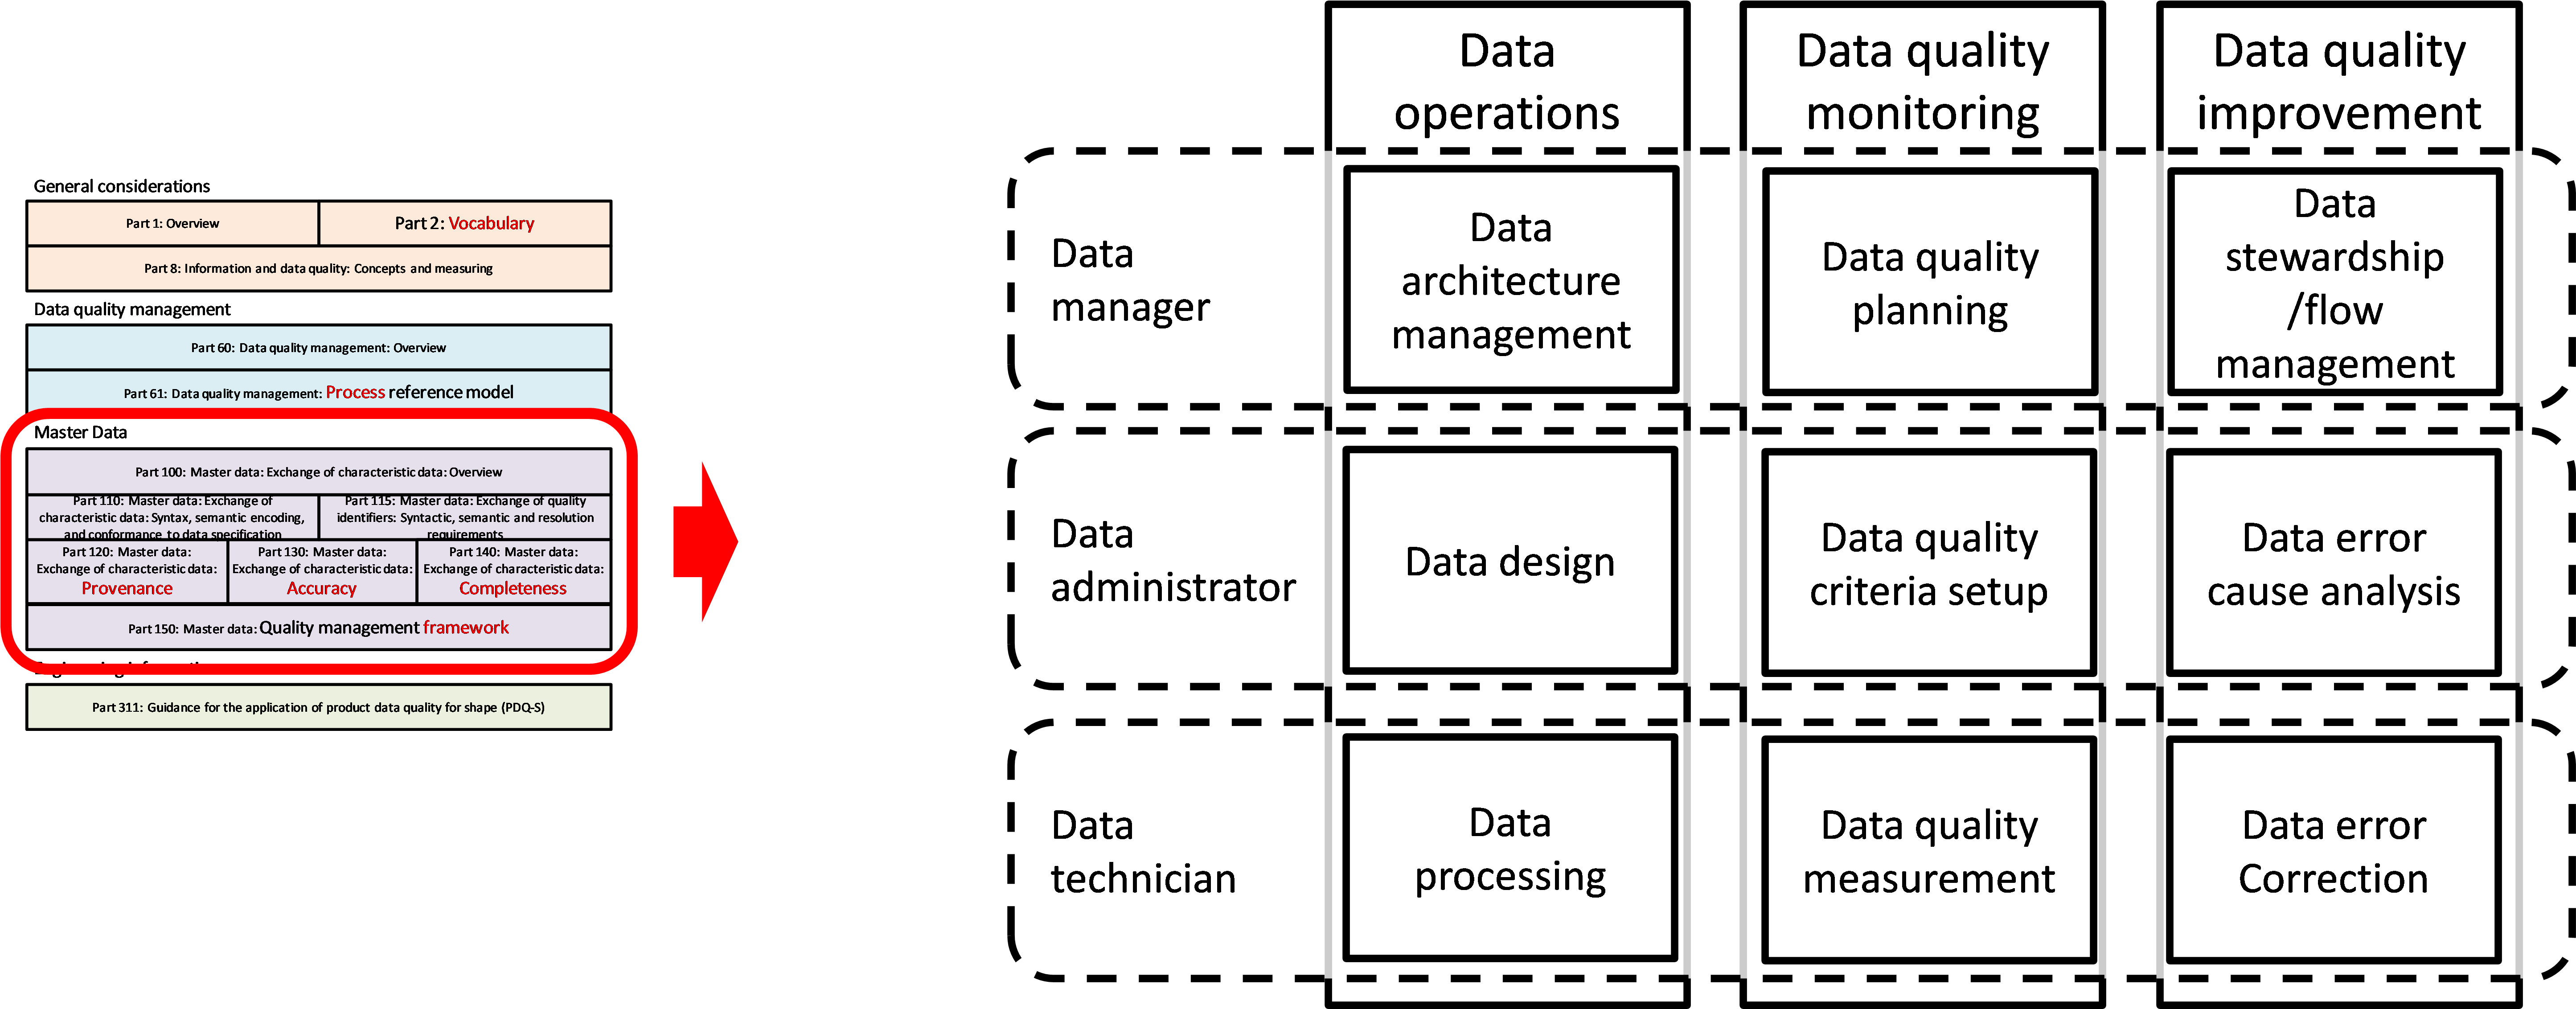 General considerations
Part 1: Overview
Part 2: Vocabulary
Part 8: Information and data quality: Concepts and measuring
Data quality management
Part 60: Data quality management: Overview
Part 61: Data quality management: Process reference model
Master Data
Part 100: Master data: Exchange of characteristic data: Overview
Part 110: Master data: Exchange of
characteristic data: Syntax, semantic encoding,
and conformance to data specification
Part 115: Master data: Exchange of quality
identifiers: Syntactic, semantic and resolution
requirements
Part 120: Master data:
Exchange of characteristic data:
Provenance
Part 130: Master data:
Exchange of characteristic data:
Accuracy
Part 140: Master data:
Exchange of characteristic data:
Completeness
Part 150: Master data: Quality management framework
Part 311: Guidance for the application of product data quality for shape (PDQ-S)
Data
operations
Data quality
monitoring
Data quality
improvement
Data
manager
Data
architecture
management
Data quality
planning
Data
stewardship
/flow
management
Data
administrator
Data design
Data quality
criteria setup
Data error
cause analysis
Data
technician
Data
processing
Data quality
measurement
Data error
Correction